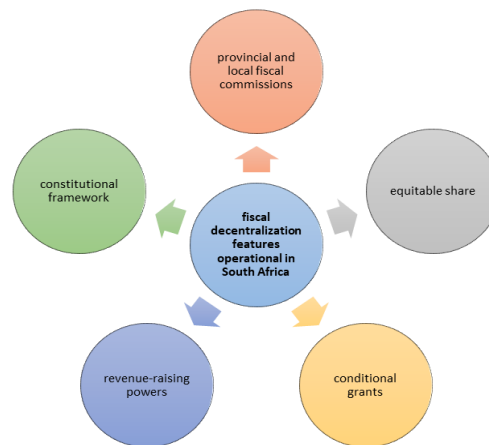 provincial and
local fiscal
commissions
constitutional
framework
equitable share
fiscal
decentralization
features
operational in
South Africa
revenue-raising
powers
conditional
grants